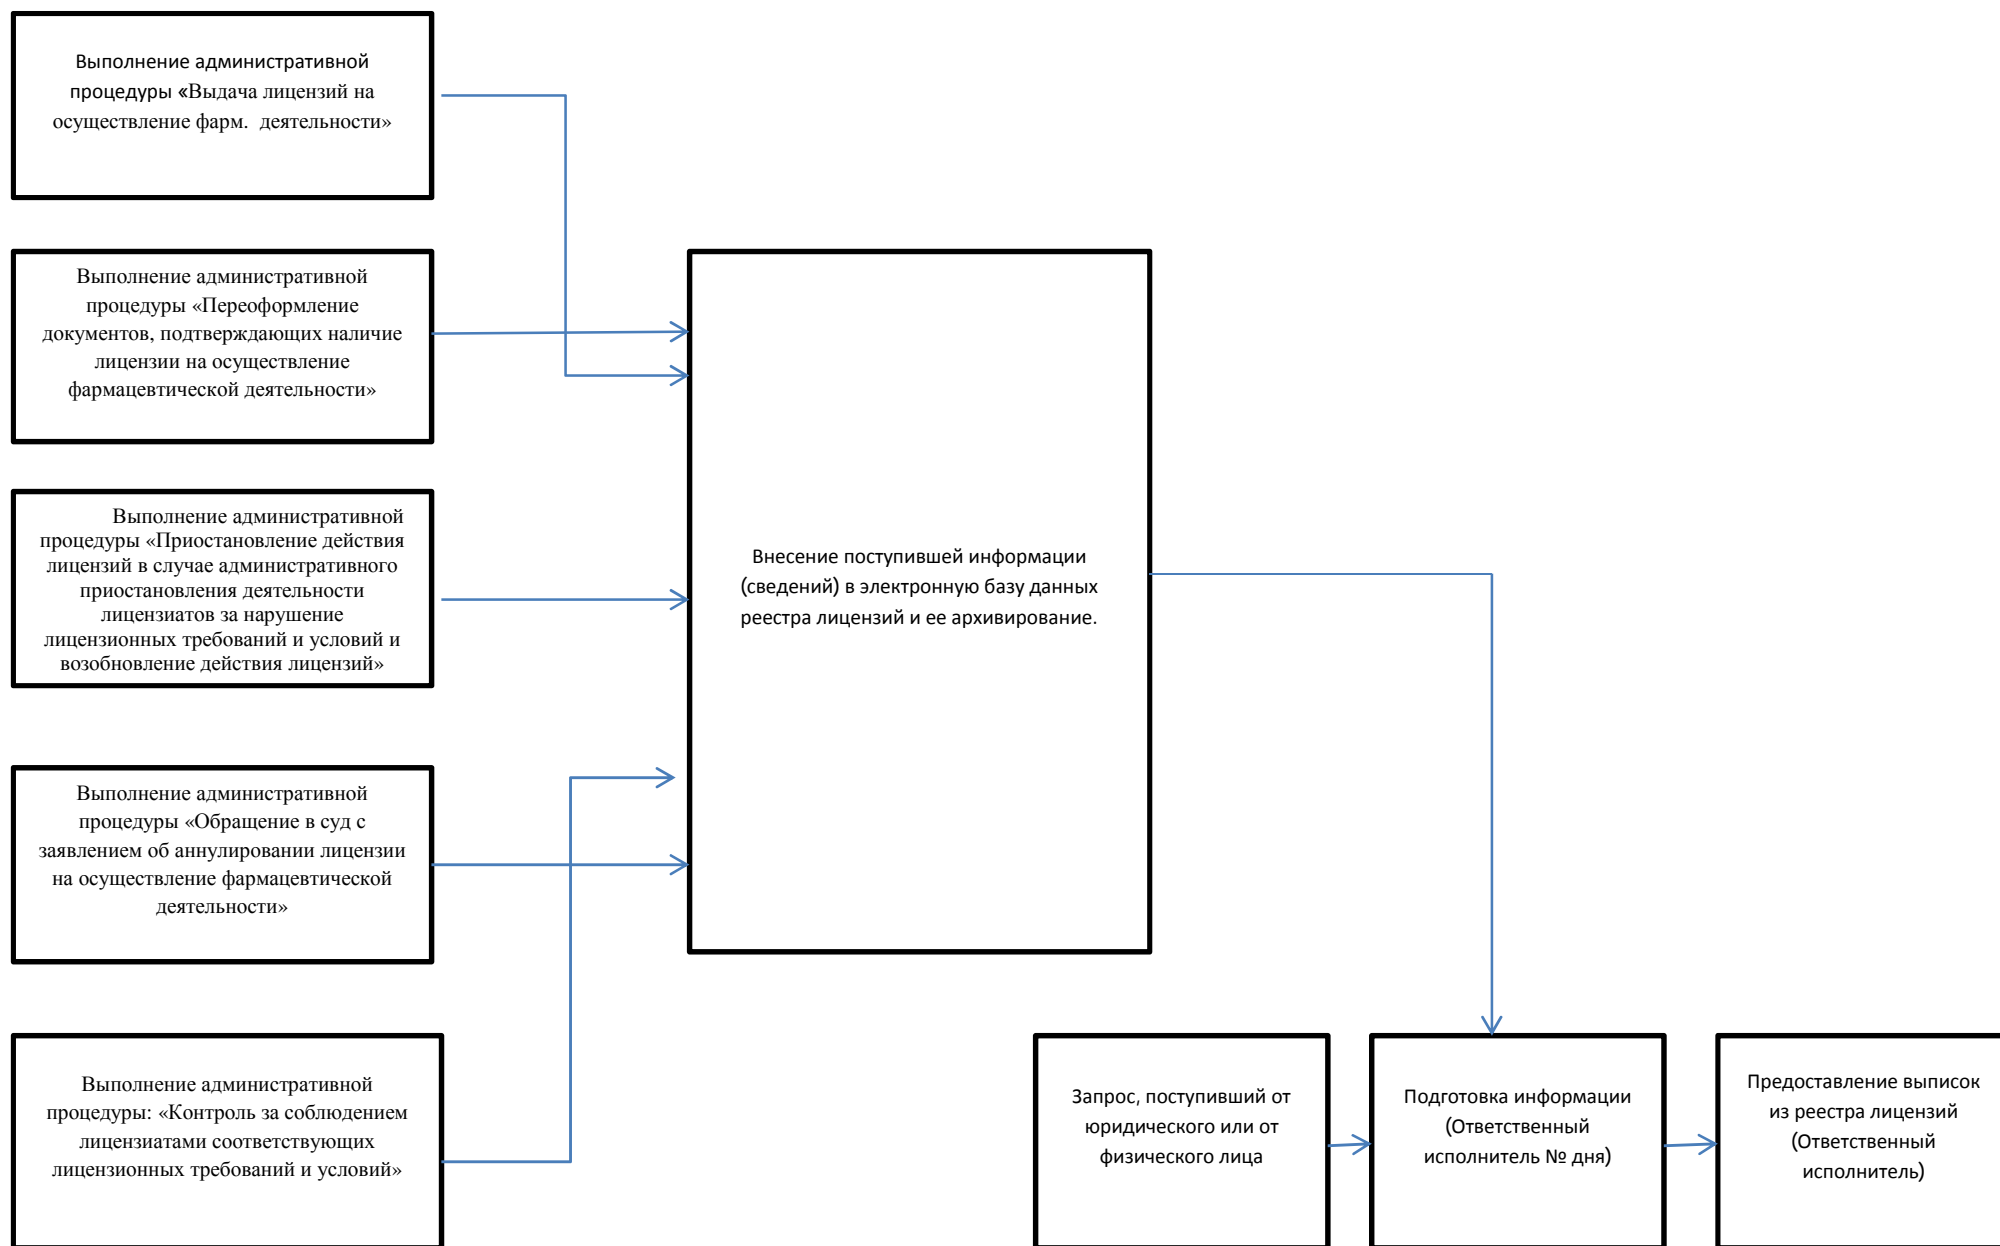 Выполнение административной
процедуры «Выдача лицензий на
осуществление фарм. деятельности»
Выполнение административной
процедуры «Переоформление
документов, подтверждающих наличие
лицензии на осуществление
фармацевтической деятельности»
Выполнение административной
процедуры «Приостановление действия
лицензий в случае административного
приостановления деятельности
лицензиатов за нарушение
лицензионных требований и условий и
возобновление действия лицензий»
Выполнение административной
процедуры «Обращение в суд с
заявлением об аннулировании лицензии
на осуществление фармацевтической
деятельности»
Выполнение административной
процедуры: «Контроль за соблюдением
лицензиатами соответствующих
лицензионных требований и условий»
Внесение поступившей информации
(сведений) в электронную базу данных
реестра лицензий и ее архивирование.
Запрос, поступивший от
юридического или от
физического лица
Подготовка информации
(Ответственный
исполнитель № дня)
Предоставление выписок
из реестра лицензий
(Ответственный
исполнитель)